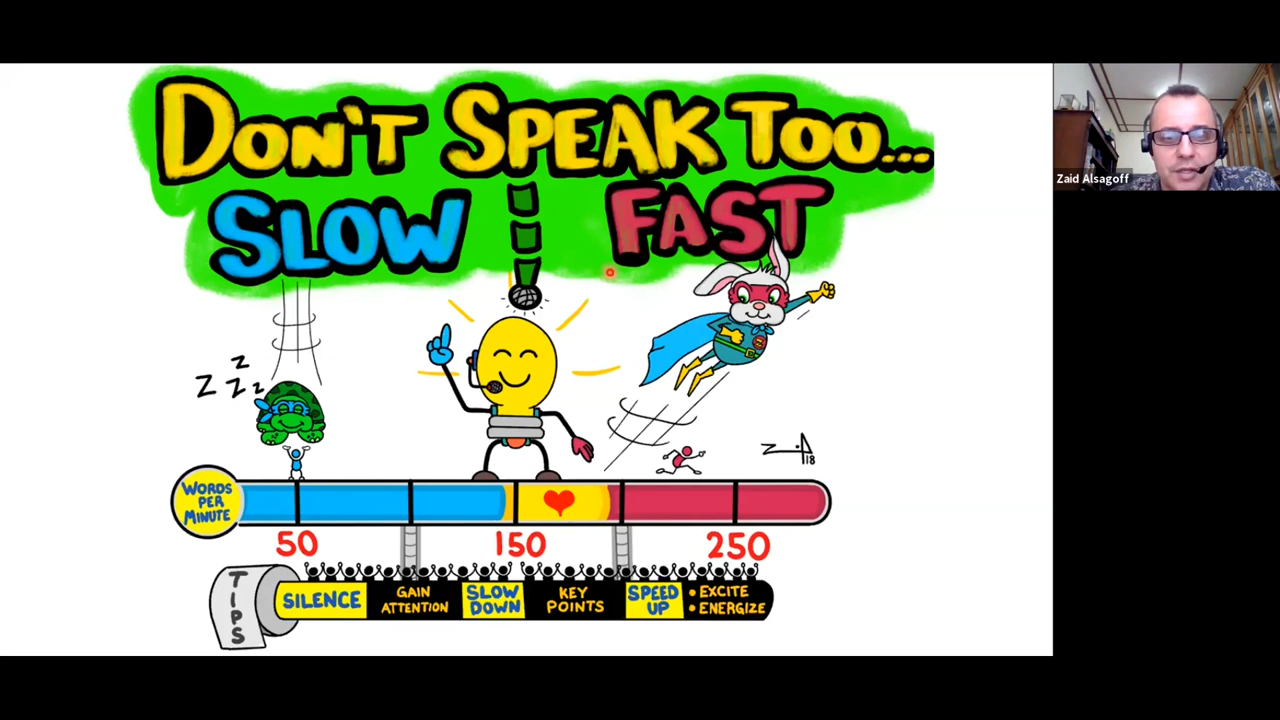 DON'T SPEAK TOO...
SLOW FAST
Zaid Alsagoff
z z z z
WORDS
PER
MINUTE
50 150 250
TIPS
SILENCE
GAIN
ATTENTION
SLOW
DOWN
KEY
POINTS
SPEED
UP
• EXCITE
• ENERGIZE